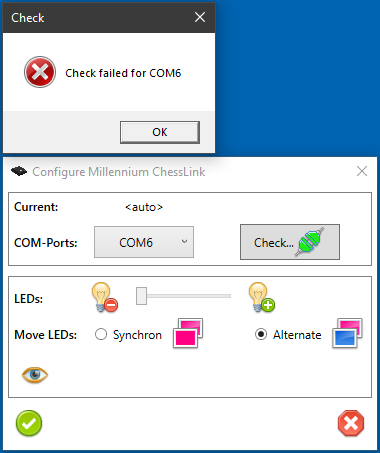 Check
Check failed for COM6
OK
Configure Millennium ChessLink
Current: <auto>
COM-Ports: COM6 Check...
LEDs:
Move LEDs: Synchron Alternate